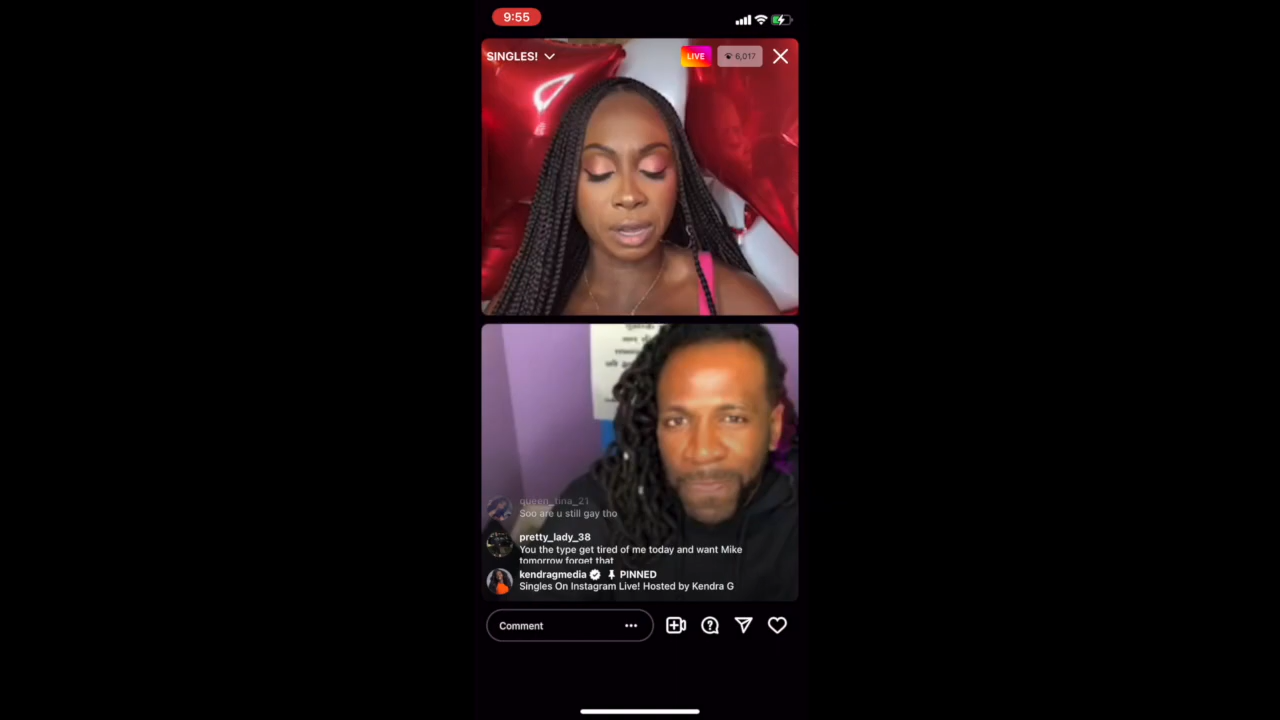 9:55
SINGLES!
LIVE
6,017
queen_tina_21
Soo are u still gay tho
pretty_lady_38
You the type get tired of me today and want Mike
tomorrow forget that
kendragmedia PINNED
Singles On Instagram Live! Hosted by Kendra G
Comment